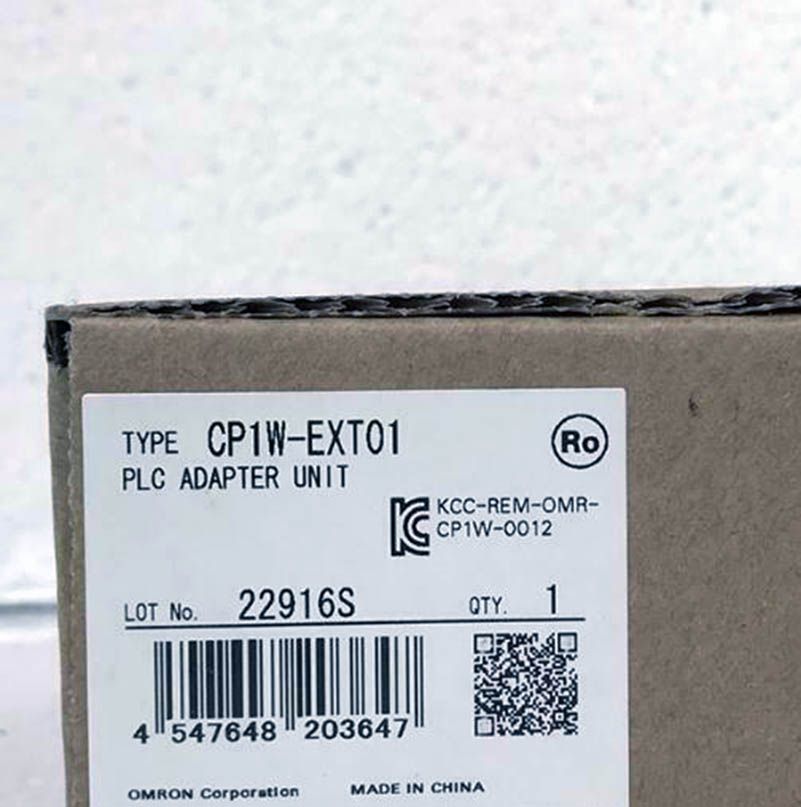 TYPE CP1W-EXT01
Ro
PLC ADAPTER UNIT
KC KCC-REM-OMR-
CP1W-0012
LOT No. 22916S QTY. 1
4 547648 203647
OMRON Corporation MADE IN CHINA